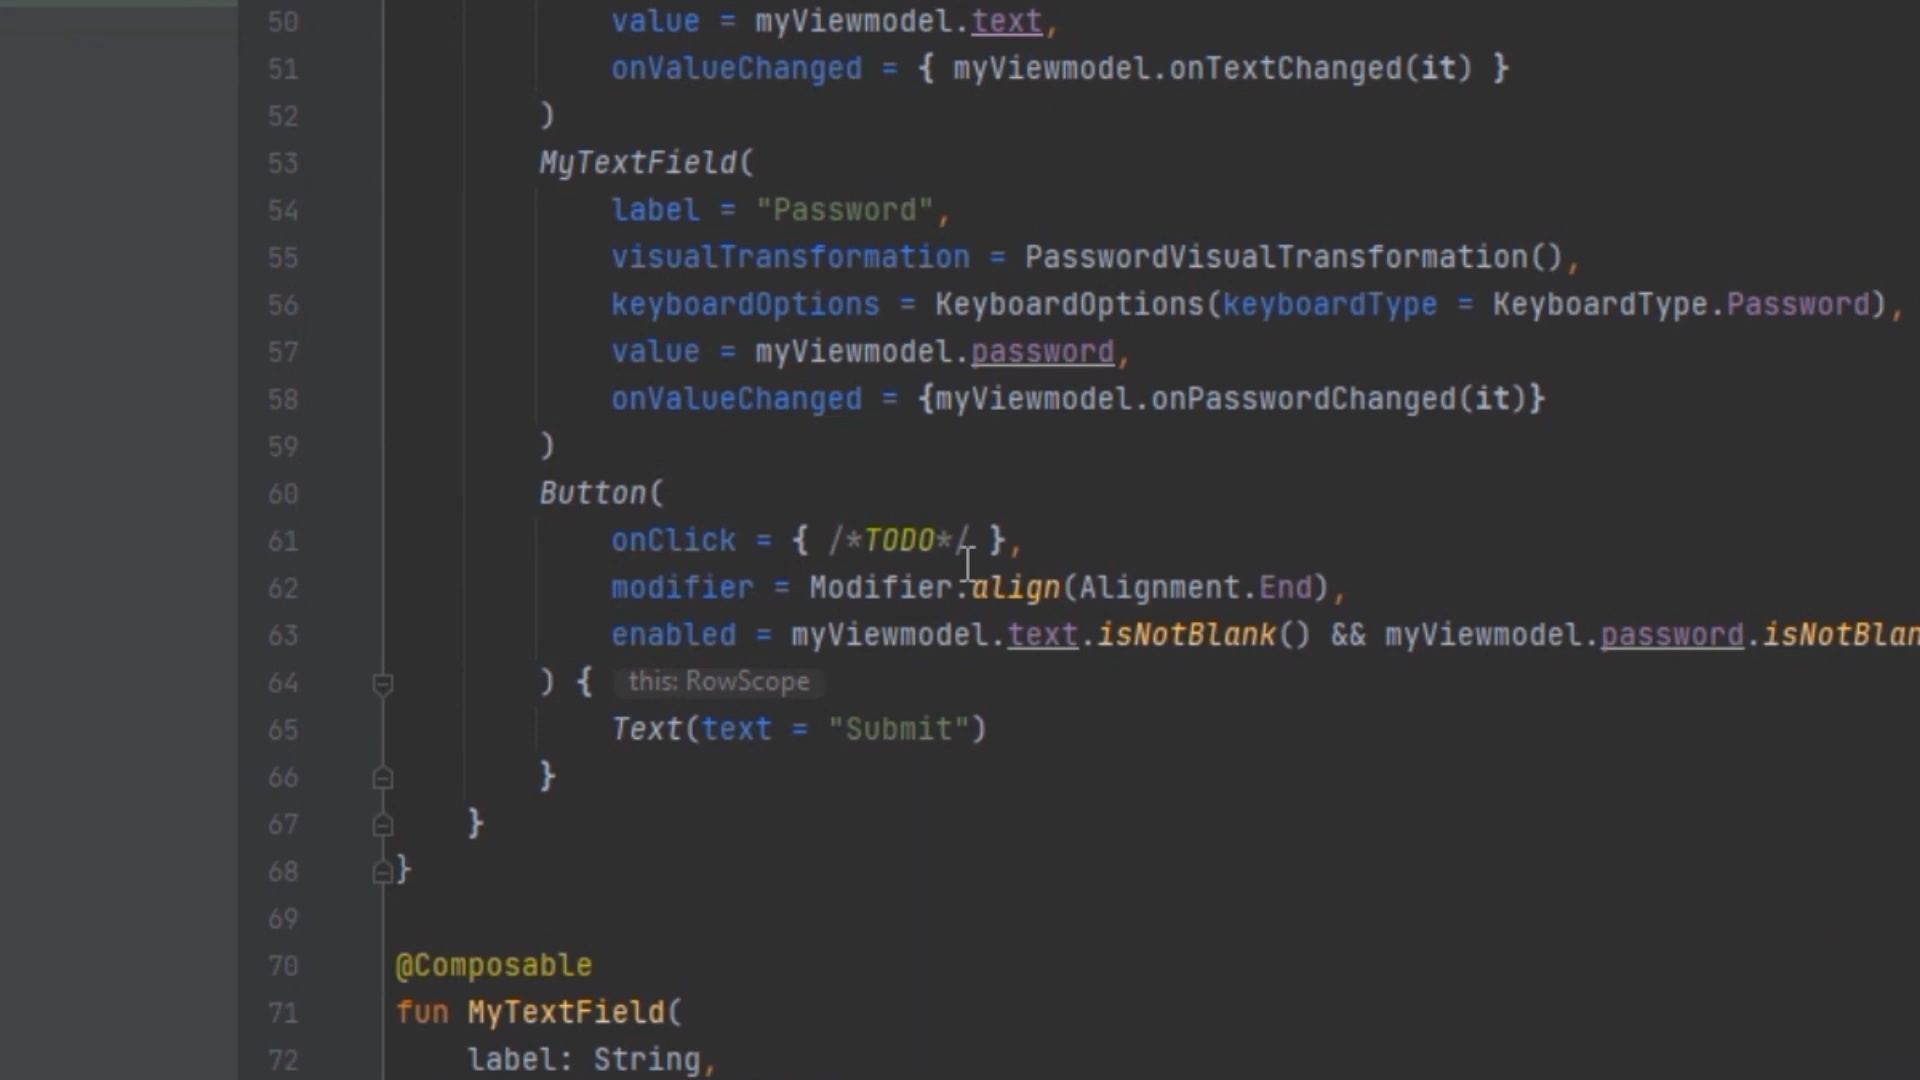 50 value = myViewmodel.text,
51 onValueChanged = { myViewmodel.onTextChanged(it) }
52 )
53 MyTextField(
54 label = "Password",
55 visualTransformation = PasswordVisualTransformation(),
56 keyboardOptions = KeyboardOptions(keyboardType = KeyboardType.Password),
57 value = myViewmodel.password,
58 onValueChanged = {myViewmodel.onPasswordChanged(it)}
59 )
60 Button(
61 onClick = { /*TODO*/ },
62 modifier = Modifier.align(Alignment.End),
63 enabled = myViewmodel.text.isNotBlank() && myViewmodel.password.isNotBlan
64 ) { this: RowScope
65 Text(text = "Submit")
66 }
67 }
68 }
69
70 @Composable
71 fun MyTextField(
72 label: String,